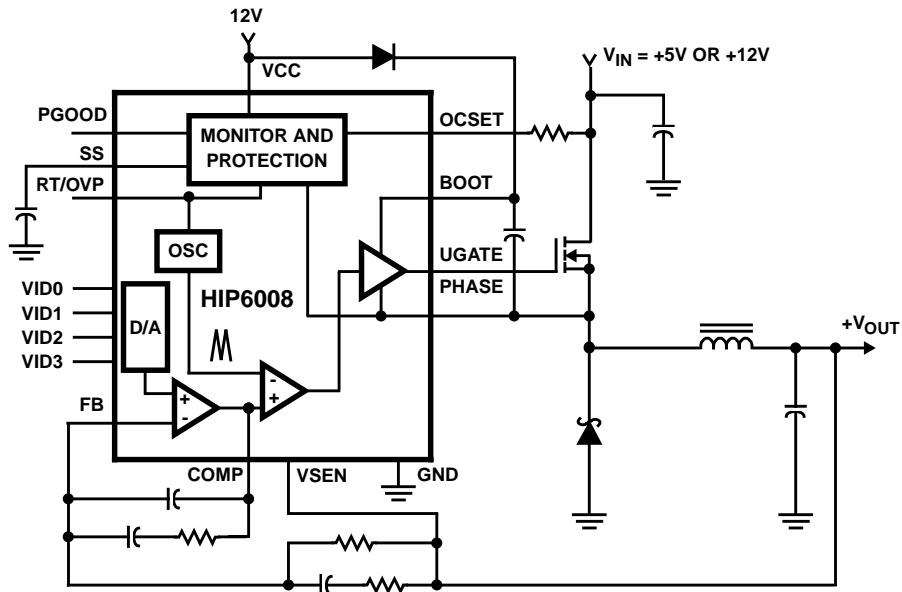 12V
VCC
V_IN = +5V OR +12V
PGOOD
MONITOR AND
PROTECTION
OCSET
SS
RT/OVP
BOOT
OSC
UGATE
PHASE
VID0
VID1
VID2
VID3
D/A
HIP6008
+V_OUT
FB
+
-
-
+
COMP
VSEN
GND